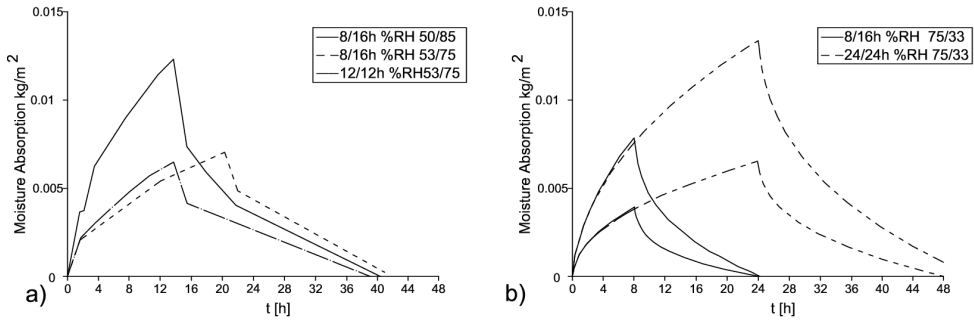 0.015
0.01
0.005
0
Moisture Absorption kg/m2
8/16h %RH 50/85
8/16h %RH 53/75
12/12h %RH53/75
0 4 8 12 16 20 24 28 32 36 40 44 48
t [h]
a)
0.015
0.01
0.005
0
Moisture Absorption kg/m2
8/16h %RH 75/33
24/24h %RH 75/33
0 4 8 12 16 20 24 28 32 36 40 44 48
t [h]
b)